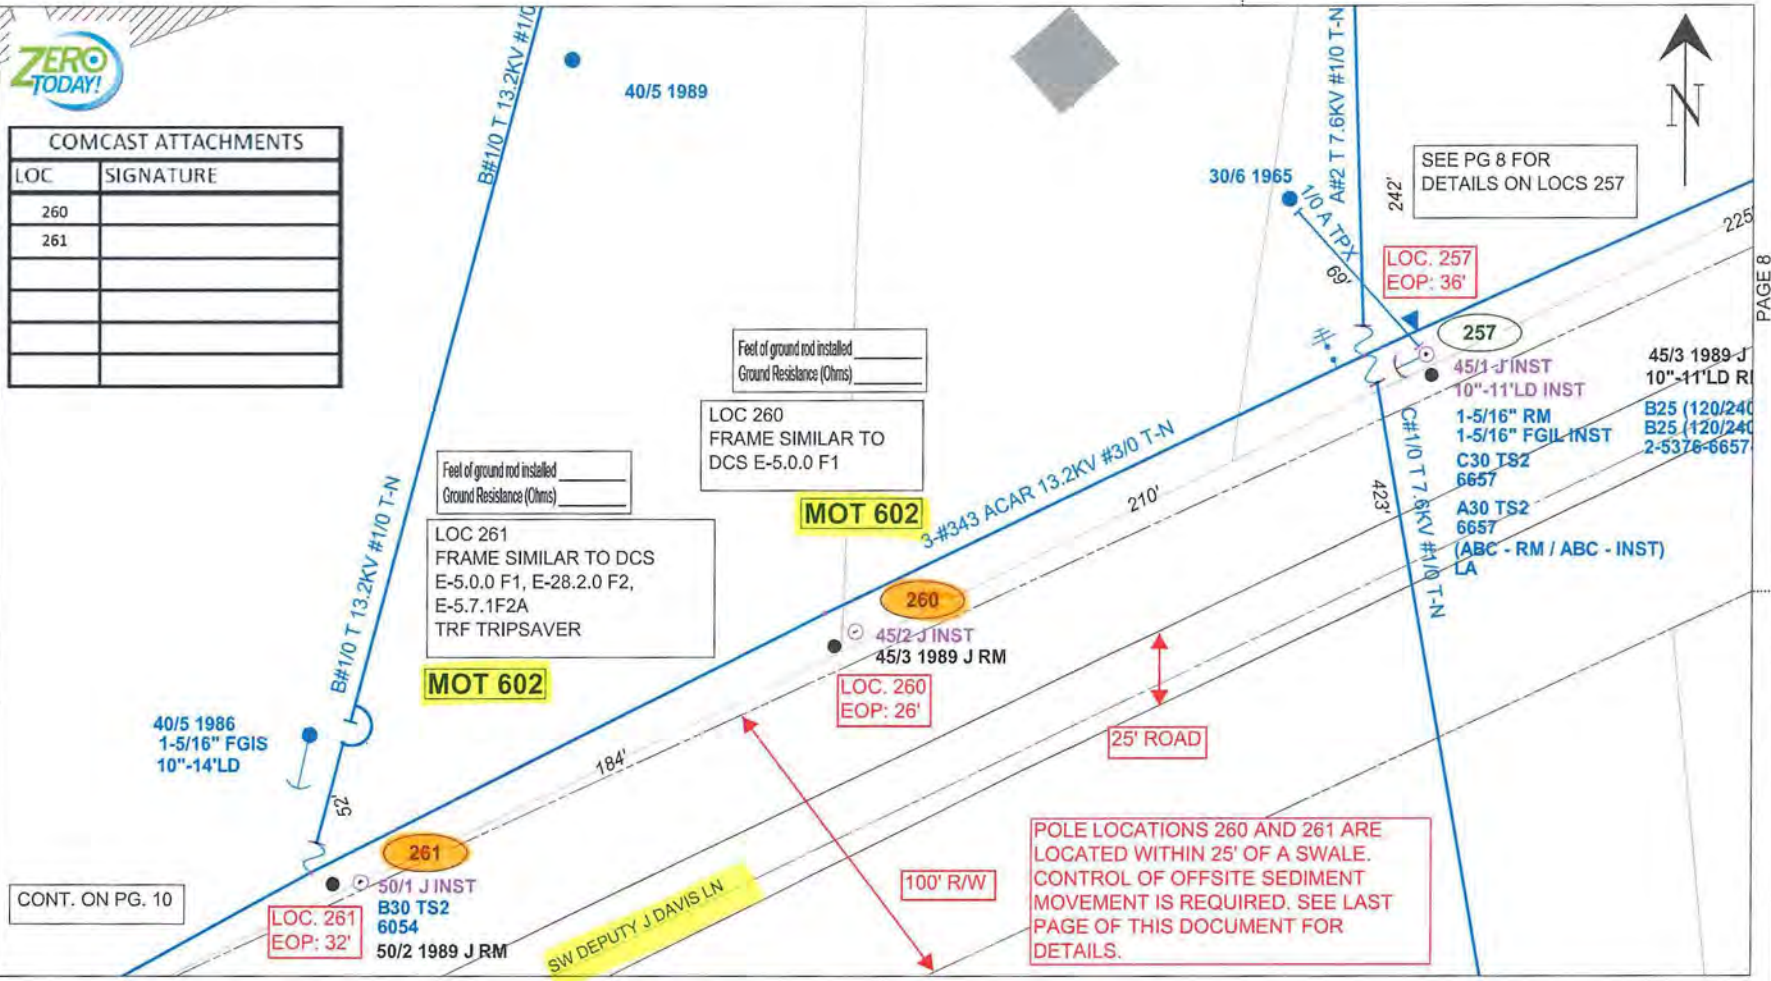 ZERO
TODAY!
COMCAST ATTACHMENTS
LOC SIGNATURE
260
261
B#1/0 T 13.2KV #1/0
40/5 1989
A#2 T 7.6KV #1/0 T-N
30/6 1965
1/0 A TPX
69'
242'
SEE PG 8 FOR
DETAILS ON LOCS 257
N
225'
PAGE 8
LOC. 257
EOP: 36'
257
45/1 J INST
10"-11'LD INST
1-5/16" RM
1-5/16" FGIL INST
C30 TS2
6657
A30 TS2
6657
(ABC - RM / ABC - INST)
LA
45/3 1989 J
10"-11'LD
B25 (120/240
B25 (120/240
2-5376-6657-
C#1/0 T 7.6KV #1/0 T-N
423'
Feet of ground rod installed
Ground Resistance (Ohms)
LOC 260
FRAME SIMILAR TO
DCS E-5.0.0 F1
MOT 602
3-#343 ACAR 13.2KV #3/0 T-N
210'
260
45/2 J INST
45/3 1989 J RM
LOC. 260
EOP: 26'
Feet of ground rod installed
Ground Resistance (Ohms)
LOC 261
FRAME SIMILAR TO DCS
E-5.0.0 F1, E-28.2.0 F2,
E-5.7.1F2A
TRF TRIPSAVER
MOT 602
B#1/0 T 13.2KV #1/0 T-N
40/5 1986
1-5/16" FGIS
10"-14'LD
52'
184'
25' ROAD
261
50/1 J INST
B30 TS2
6054
50/2 1989 J RM
LOC. 261
EOP: 32'
CONT. ON PG. 10
SW DEPUTY J DAVIS LN
100' R/W
POLE LOCATIONS 260 AND 261 ARE
LOCATED WITHIN 25' OF A SWALE.
CONTROL OF OFFSITE SEDIMENT
MOVEMENT IS REQUIRED. SEE LAST
PAGE OF THIS DOCUMENT FOR
DETAILS.